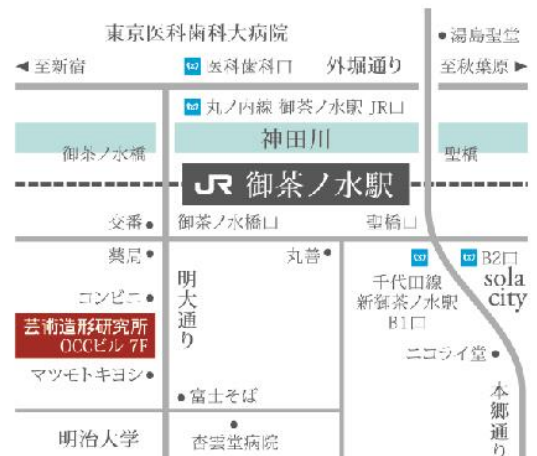 東京医科歯科大病院
湯島聖堂
◀至新宿
医科歯科口
外堀通り
至秋葉原▶
丸ノ内線 御茶ノ水駅 JR口
神田川
御茶ノ水橋
聖橋
JR 御茶ノ水駅
交番
御茶ノ水橋口
聖橋口
薬局
丸善
B2口
sola
city
千代田線
新御茶ノ水駅
B1口
明大通り
コンビニ
芸術造形研究所
OCCビル 7F
ニコライ堂
マツモトキヨシ
富士そば
本郷通り
明治大学
杏雲堂病院